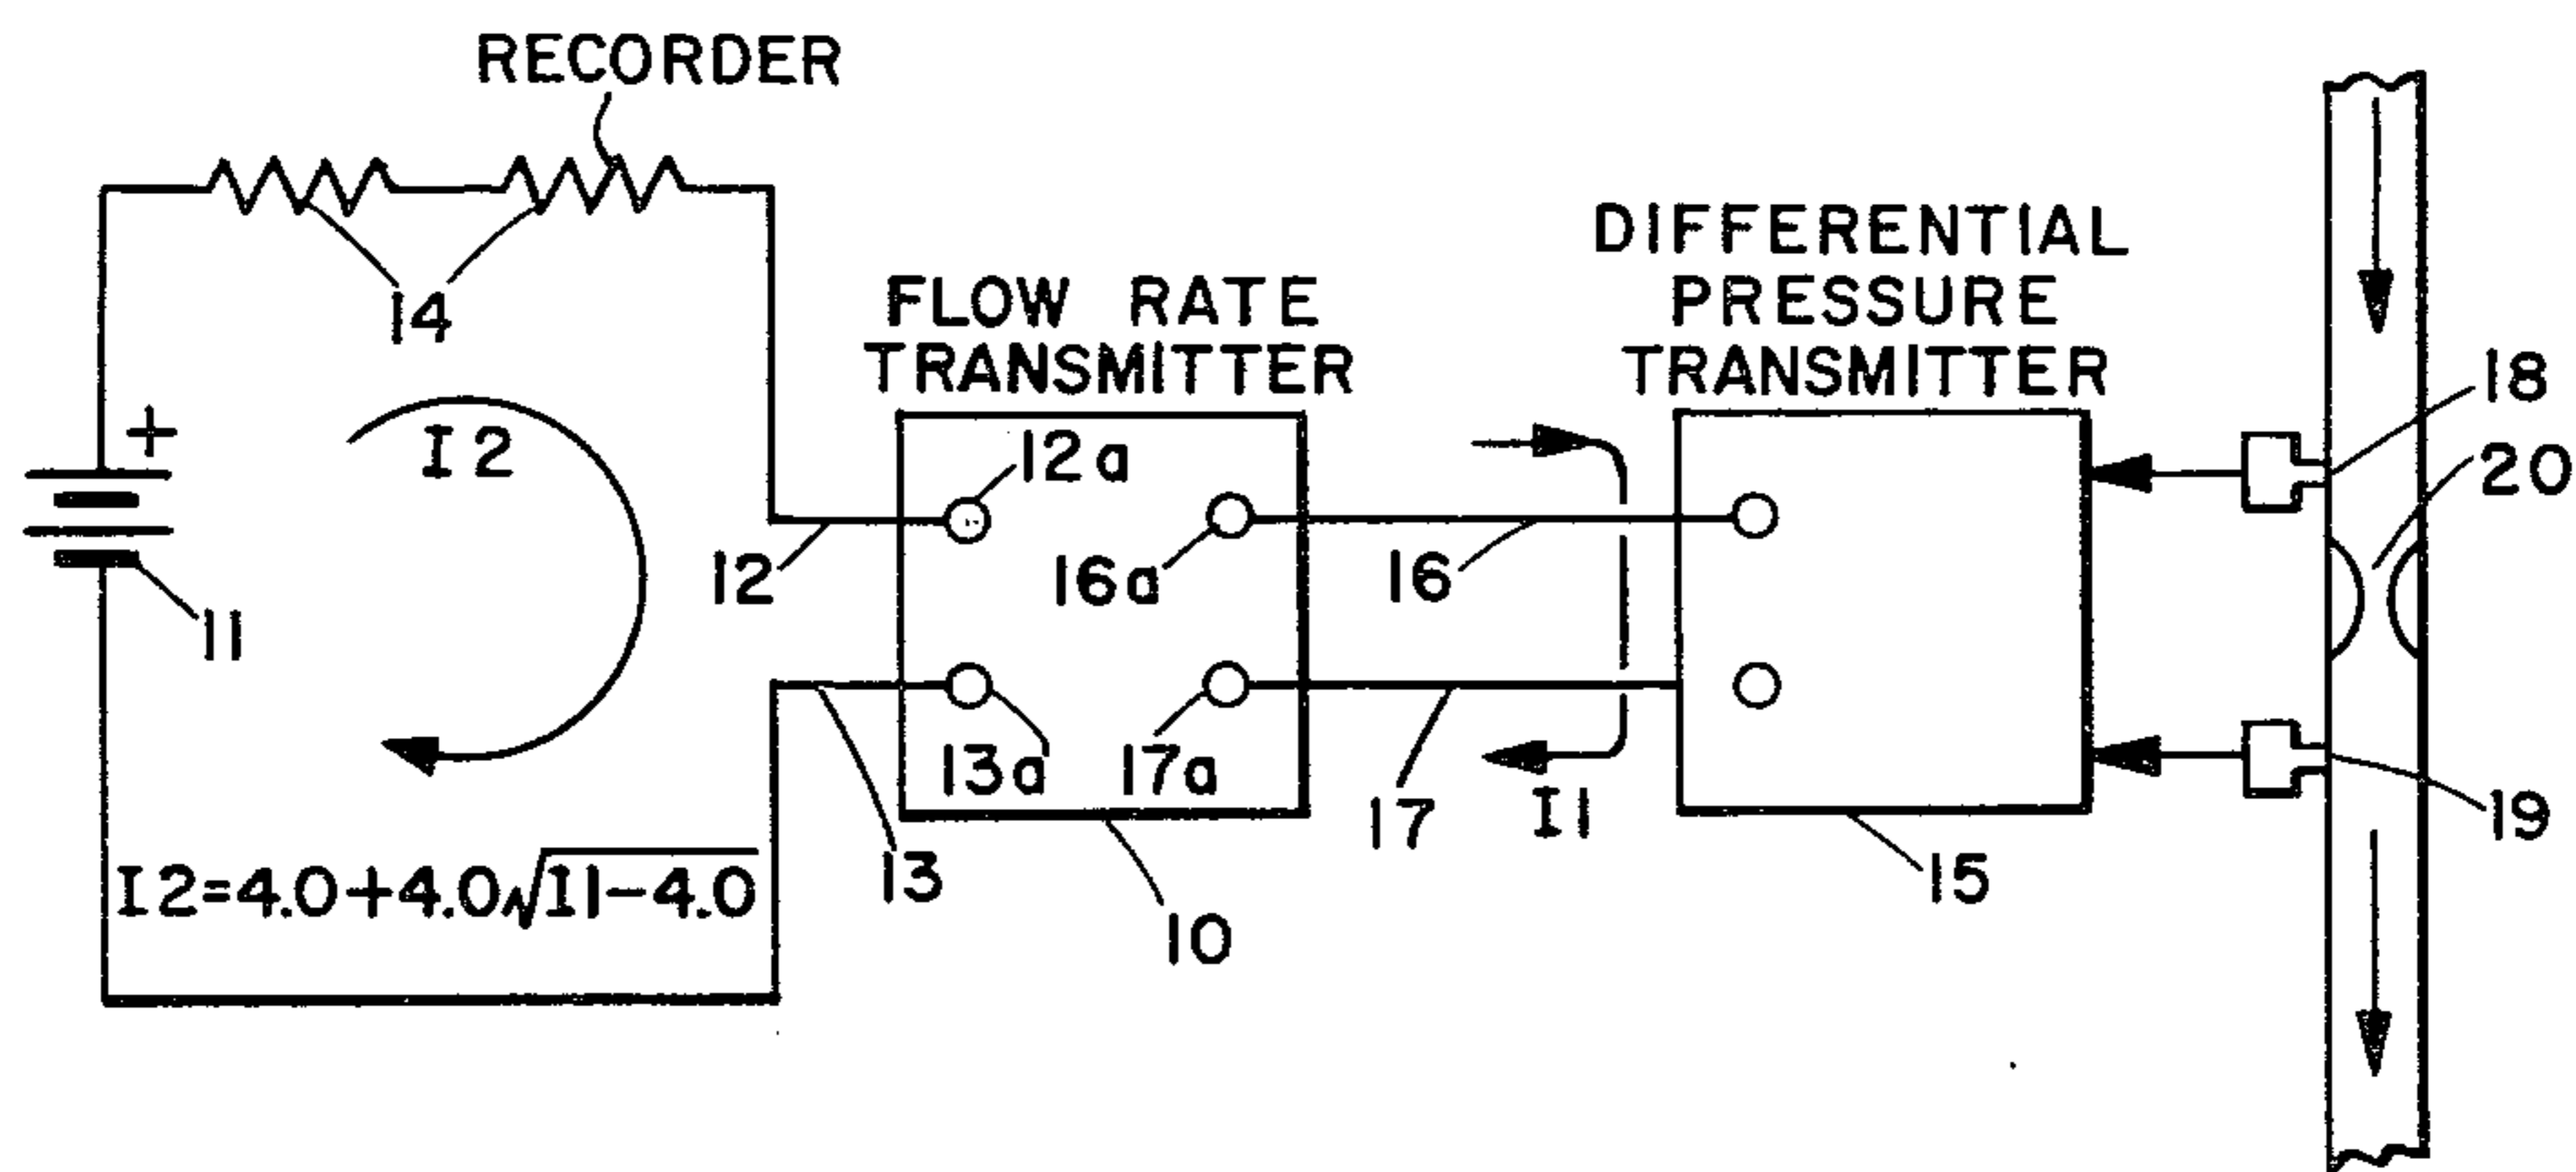 RECORDER
14
DIFFERENTIAL
PRESSURE
TRANSMITTER
FLOW RATE
TRANSMITTER
18
+
I2
12a
20
12
16a
16
11
13a
17a
17
I1
19
13
I2=4.0+4.0√I1-4.0
15
10